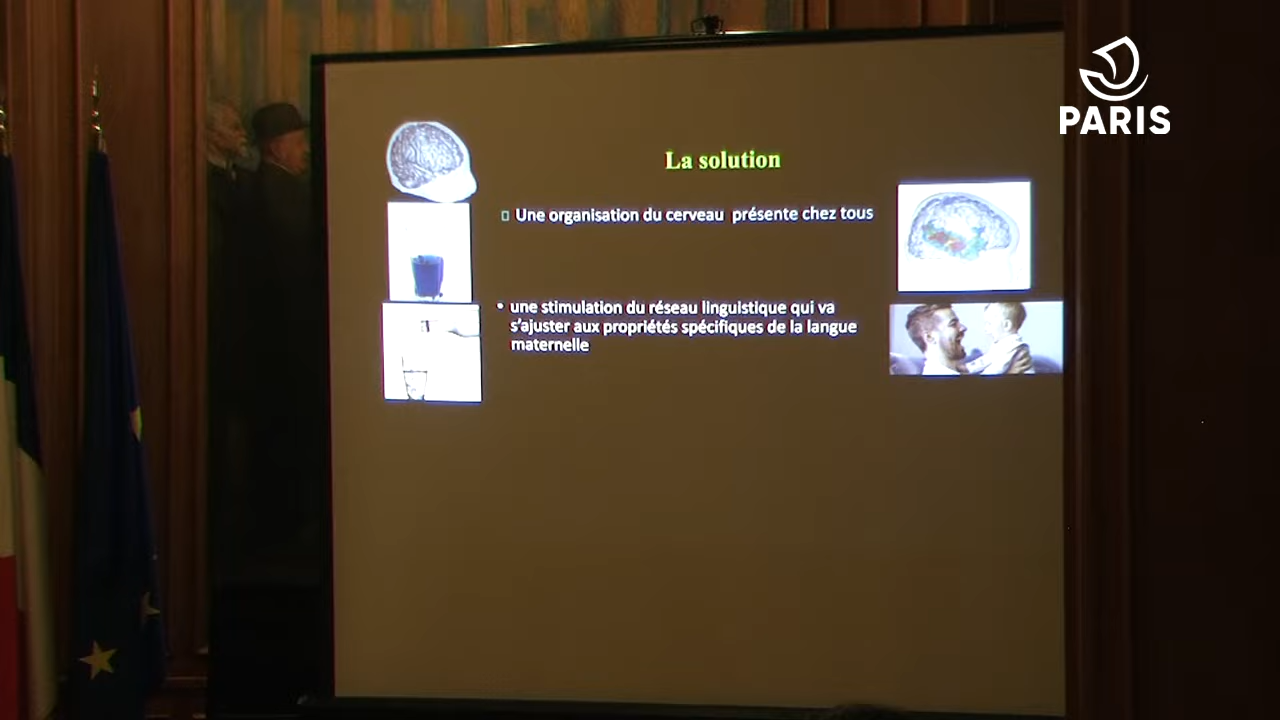 PARIS
La solution
Une organisation du cerveau présente chez tous
• une stimulation du réseau linguistique qui va
s'ajuster aux propriétés spécifiques de la langue
maternelle